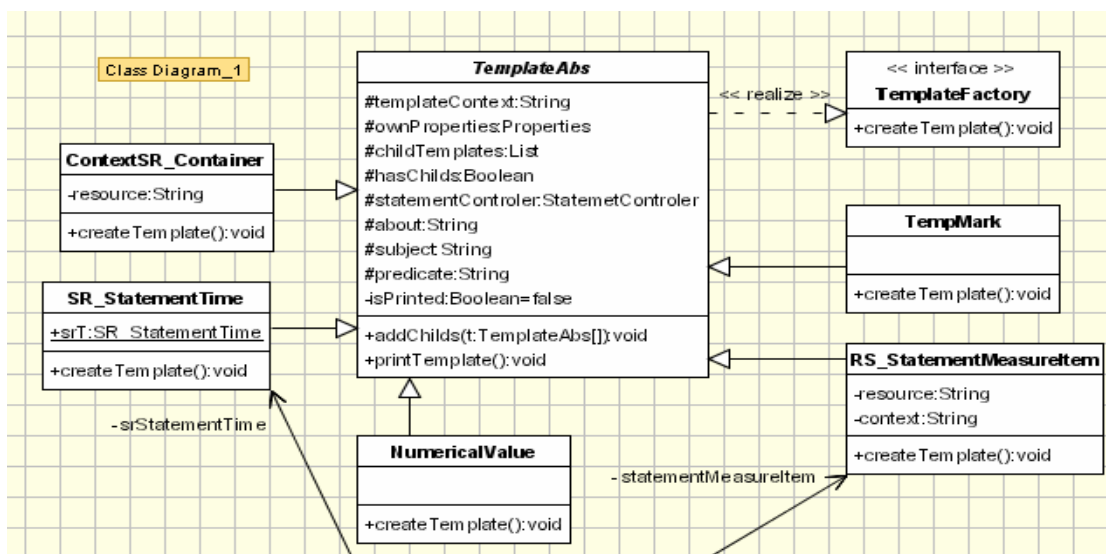 Class Diagram_1
TemplateAbs
#templateContext:String
#ownProperties:Properties
#childTemplates:List
#hasChilds:Boolean
#statementControler:StatemetControler
#about:String
#subject:String
#predicate:String
-isPrinted:Boolean=false
+addChilds(t:TemplateAbs[]):void
+printTemplate():void
<< realize >>
<< interface >>
TemplateFactory
+createTemplate():void
ContextSR_Container
-resource:String
+createTemplate():void
TempMark
+createTemplate():void
SR_StatementTime
+srT:SR_StatementTime
+createTemplate():void
RS_StatementMeasureItem
-resource:String
-context:String
+createTemplate():void
-srStatementTime
NumericalValue
+createTemplate():void
-statementMeasureItem